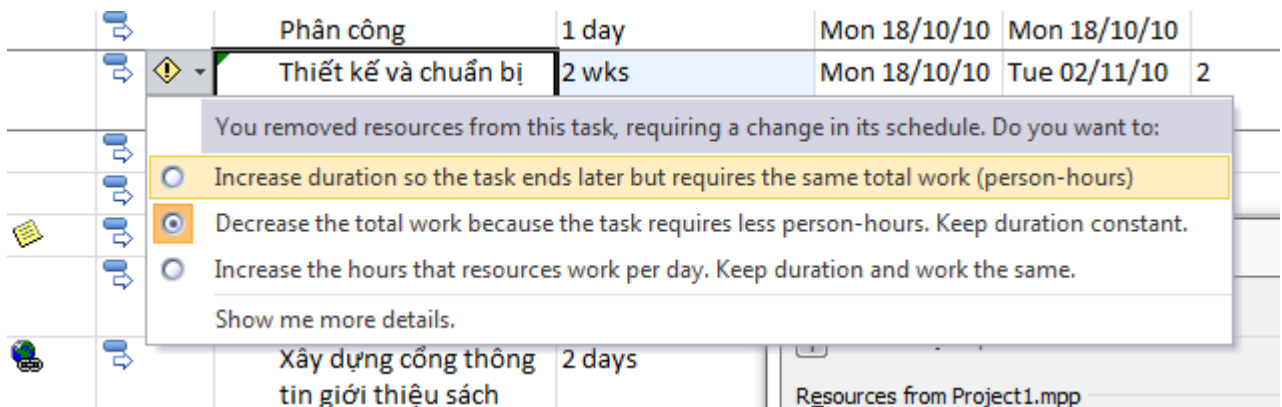 Phân công 1 day Mon 18/10/10 Mon 18/10/10
Thiết kế và chuẩn bị 2 wks Mon 18/10/10 Tue 02/11/10 2
You removed resources from this task, requiring a change in its schedule. Do you want to:
Increase duration so the task ends later but requires the same total work (person-hours)
Decrease the total work because the task requires less person-hours. Keep duration constant.
Increase the hours that resources work per day. Keep duration and work the same.
Show me more details.
Xây dựng cổng thông 2 days
tin giới thiệu sách
Resources from Project1.mpp